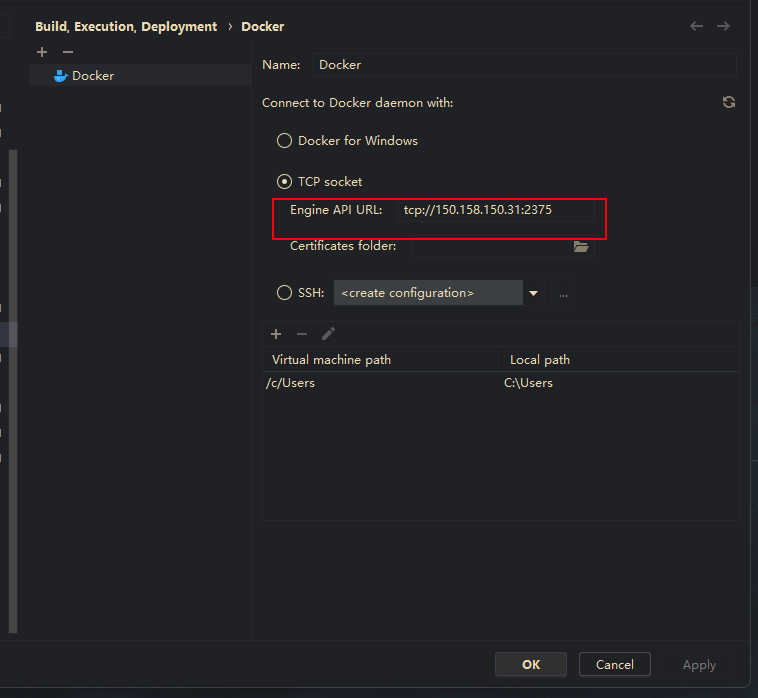 Build, Execution, Deployment › Docker
Docker
Name: Docker
Connect to Docker daemon with:
Docker for Windows
TCP socket
Engine API URL: tcp://150.158.150.31:2375
Certificates folder:
SSH: <create configuration> ...
Virtual machine path Local path
/c/Users C:\Users
OK Cancel Apply